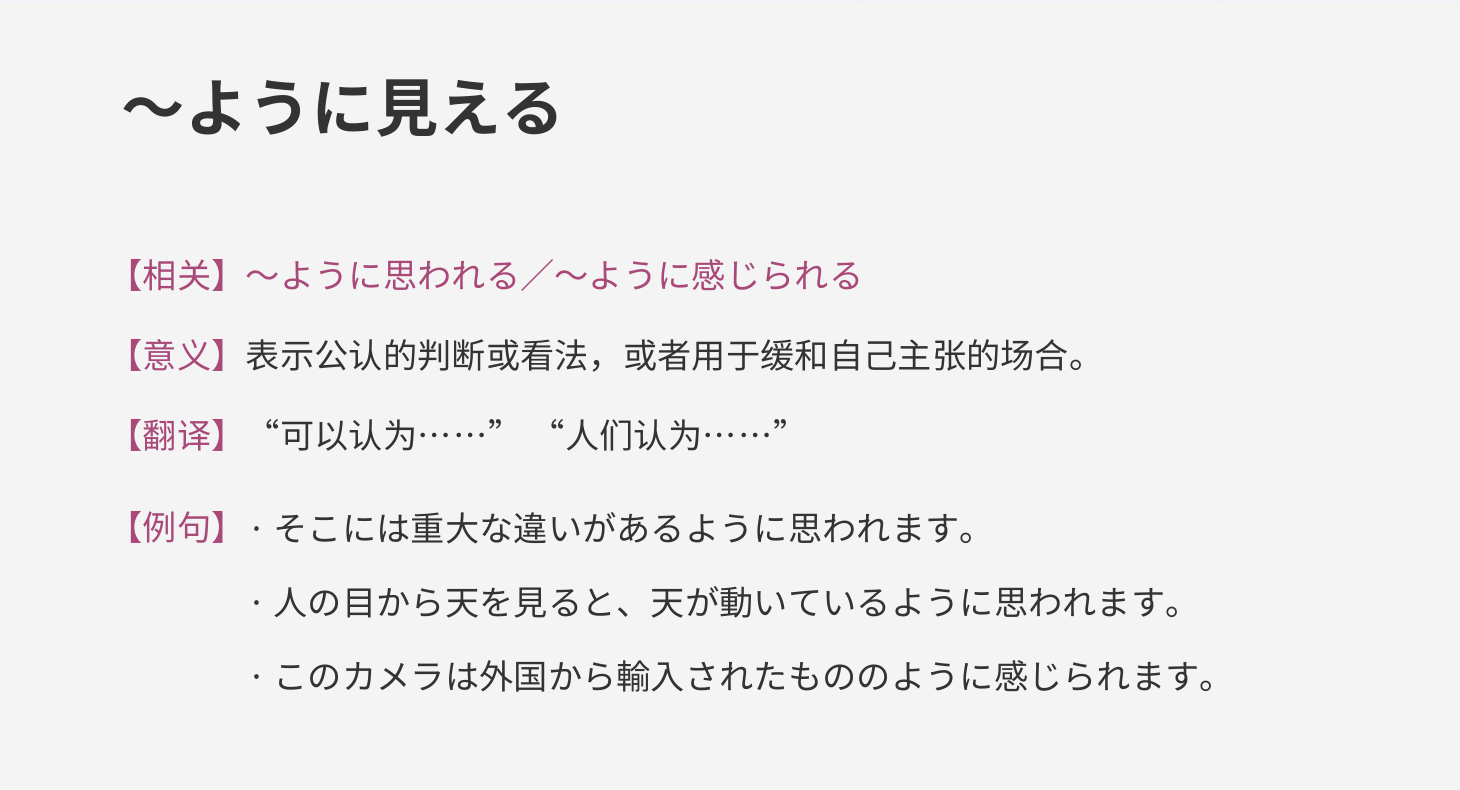 ～ように見える
【相关】～ように思われる／～ように感じられる
【意义】表示公认的判断或看法，或者用于缓和自己主张的场合。
【翻译】“可以认为……” “人们认为……”
【例句】· そこには重大な違いがあるように思われます。
· 人の目から天を見ると、天が動いているように思われます。
· このカメラは外国から輸入されたもののように感じられます。